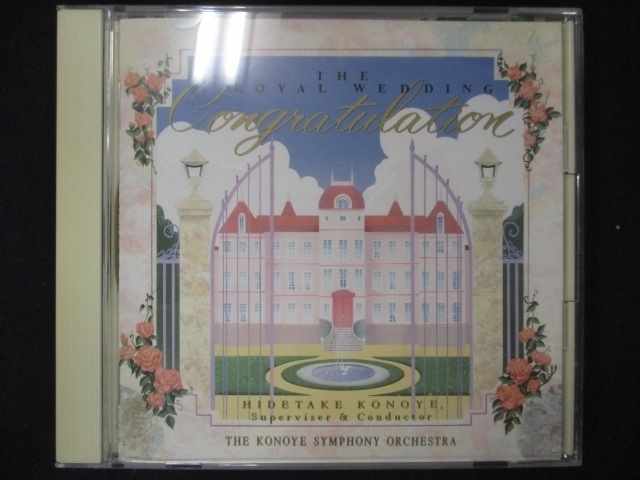 THE
ROYAL WEDDING
Congratulation
HIDETAKE KONOYE,
Superviser & Conductor
THE KONOYE SYMPHONY ORCHESTRA